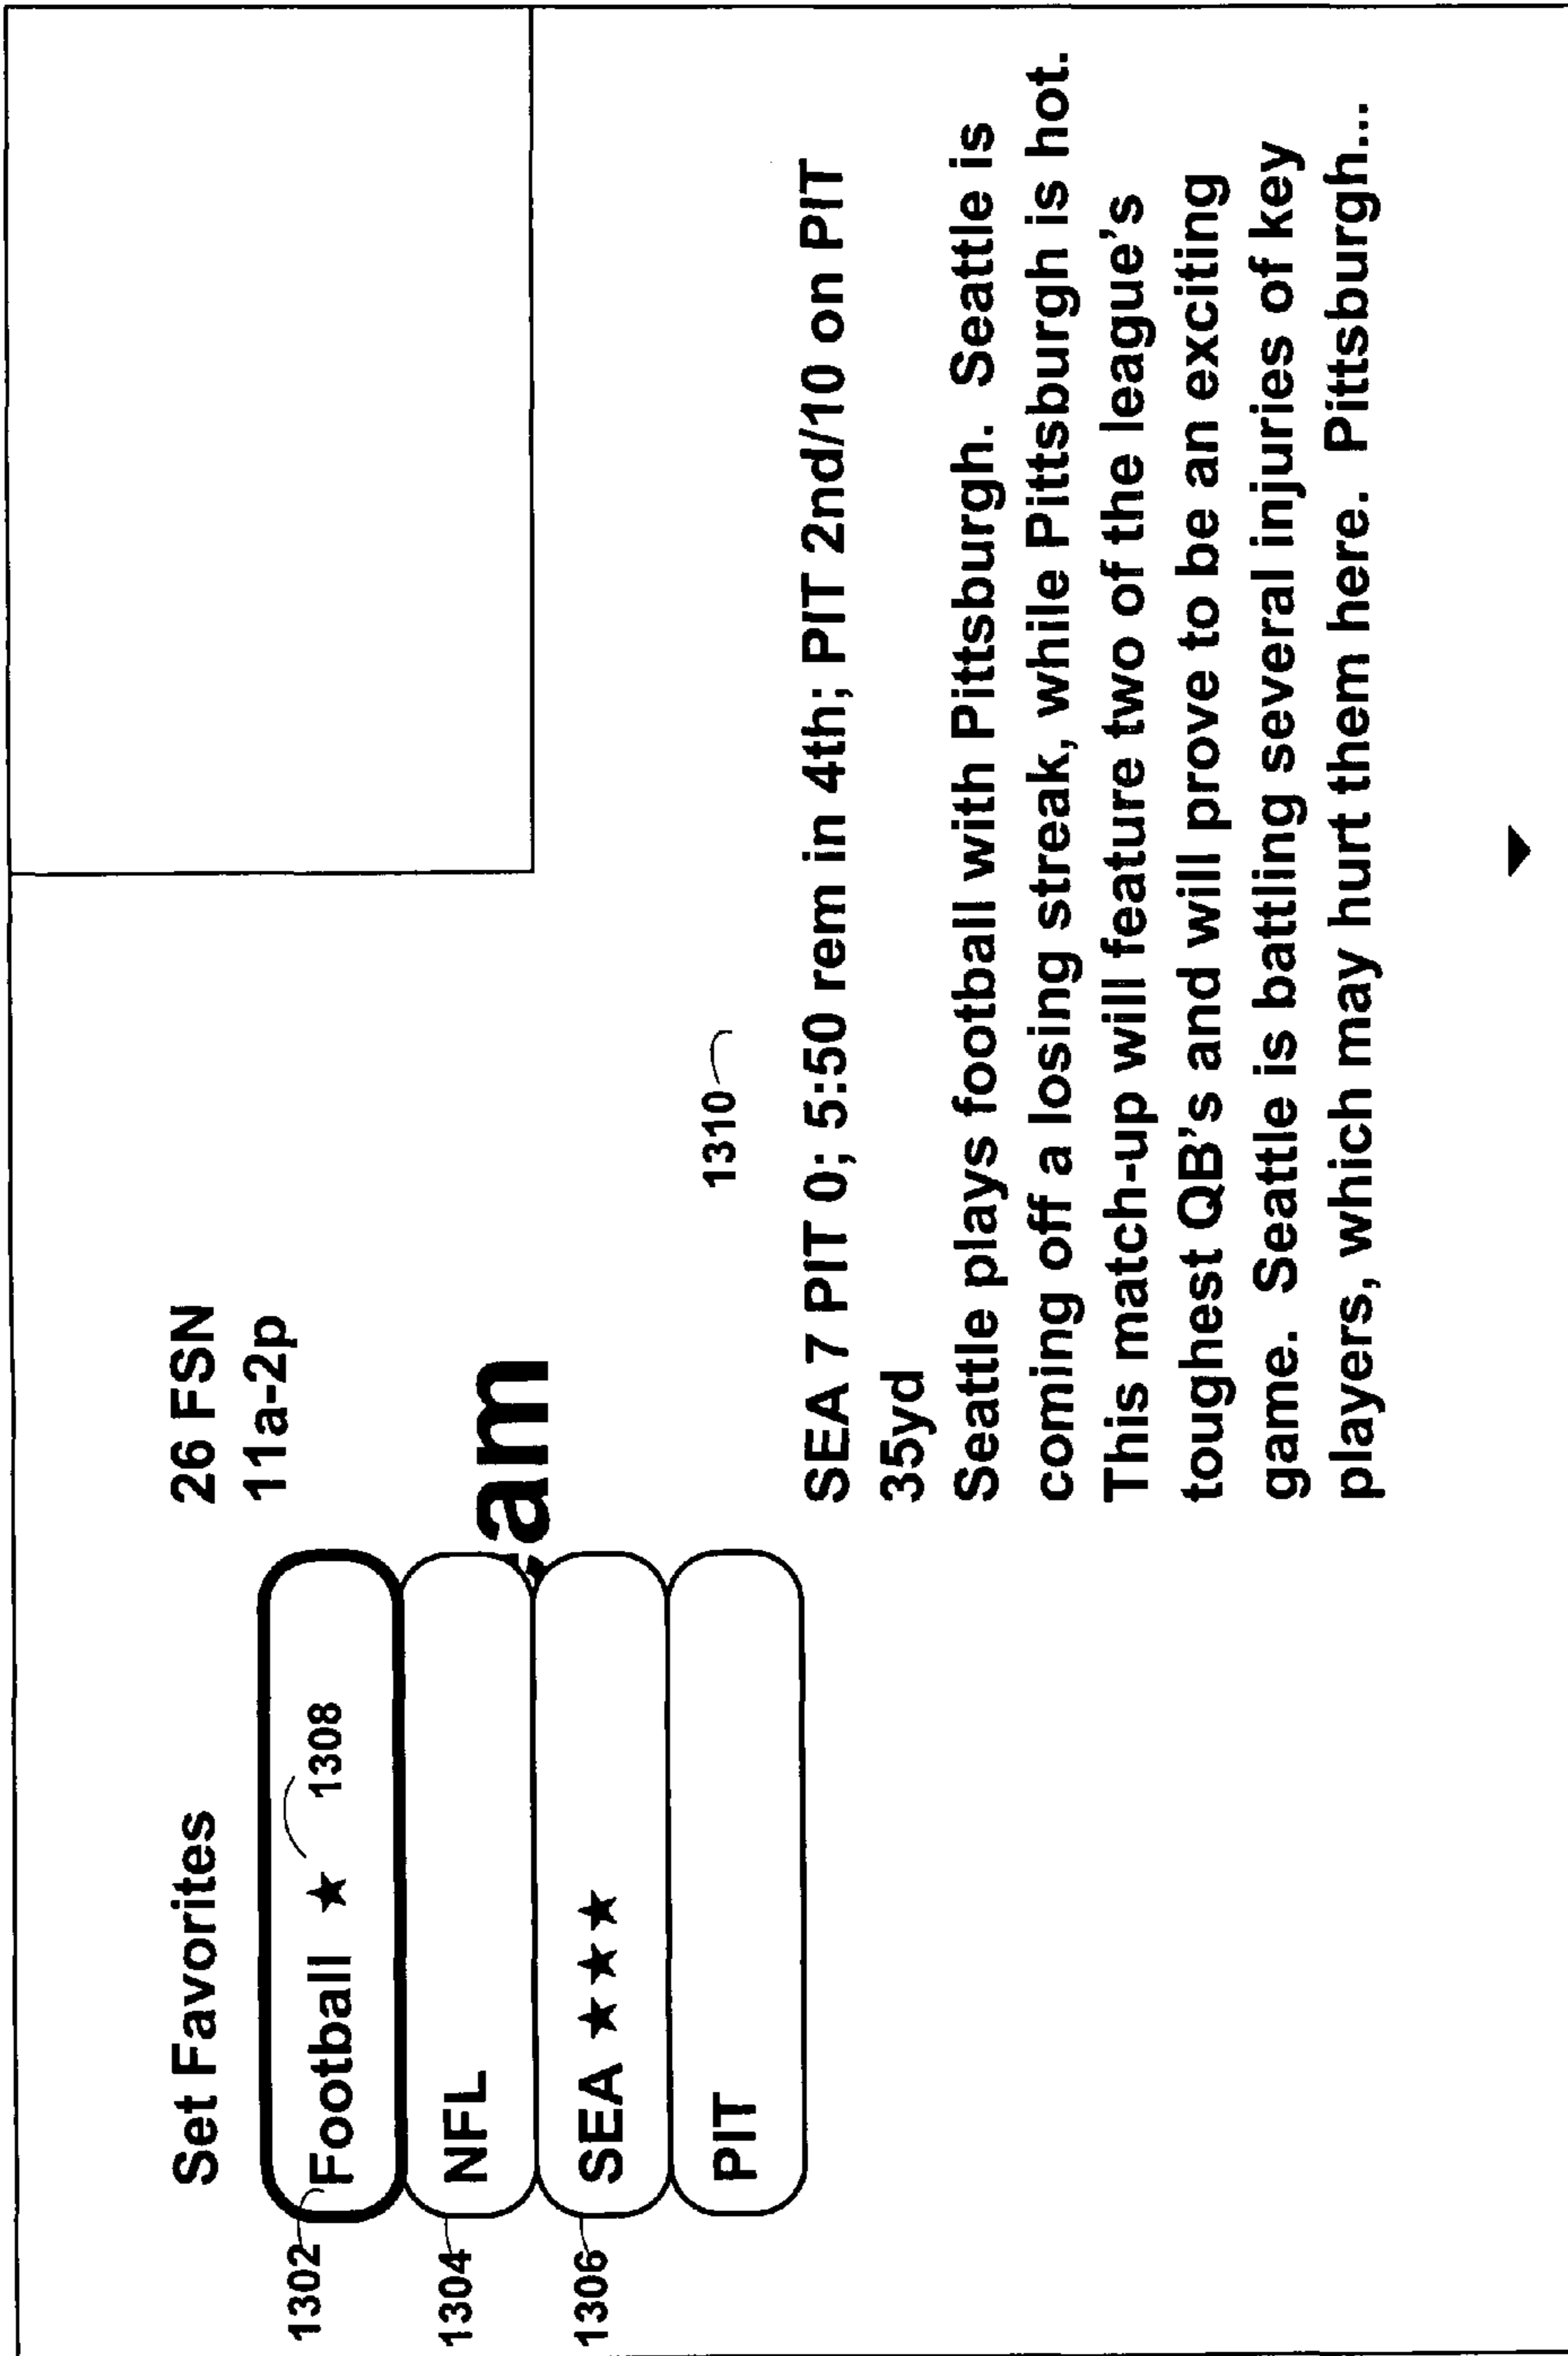 Set Favorites
26 FSN
11a-2p
1302
Football ★
1308
1304
NFL
am
1306
SEA ★★★
PIT
1310
SEA 7 PIT 0; 5:50 rem in 4th; PIT 2nd/10 on PIT
35yd
Seattle plays football with Pittsburgh. Seattle is
coming off a losing streak, while Pittsburgh is hot.
This match-up will feature two of the league's
toughest QB's and will prove to be an exciting
game. Seattle is battling several injuries of key
players, which may hurt them here. Pittsburgh...